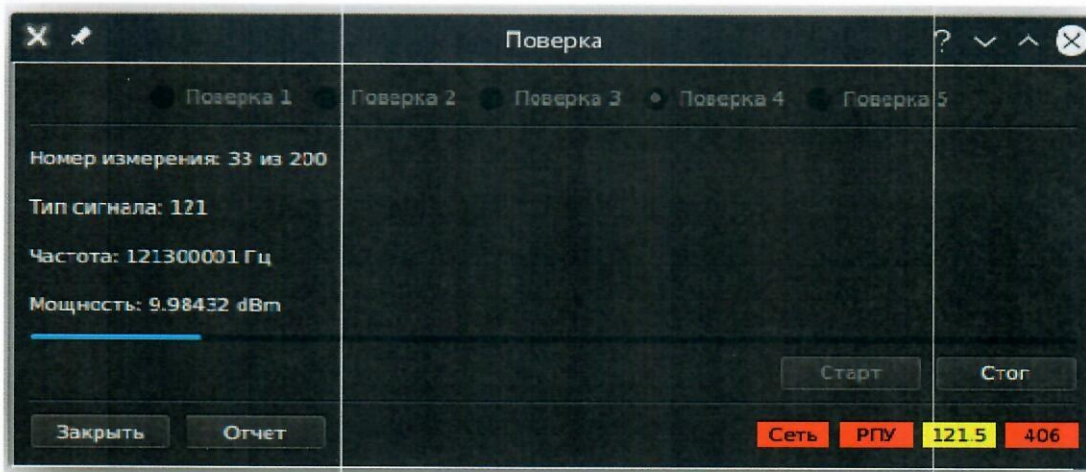 Поверка ?
Поверка 1 Поверка 2 Поверка 3 Поверка 4 Поверка 5
Номер измерения: 33 из 200
Тип сигнала: 121
Частота: 121300001 Гц
Мощность: 9.98432 dBm
Старт Стоп
Закрыть Отчет Сеть РПУ 121.5 406